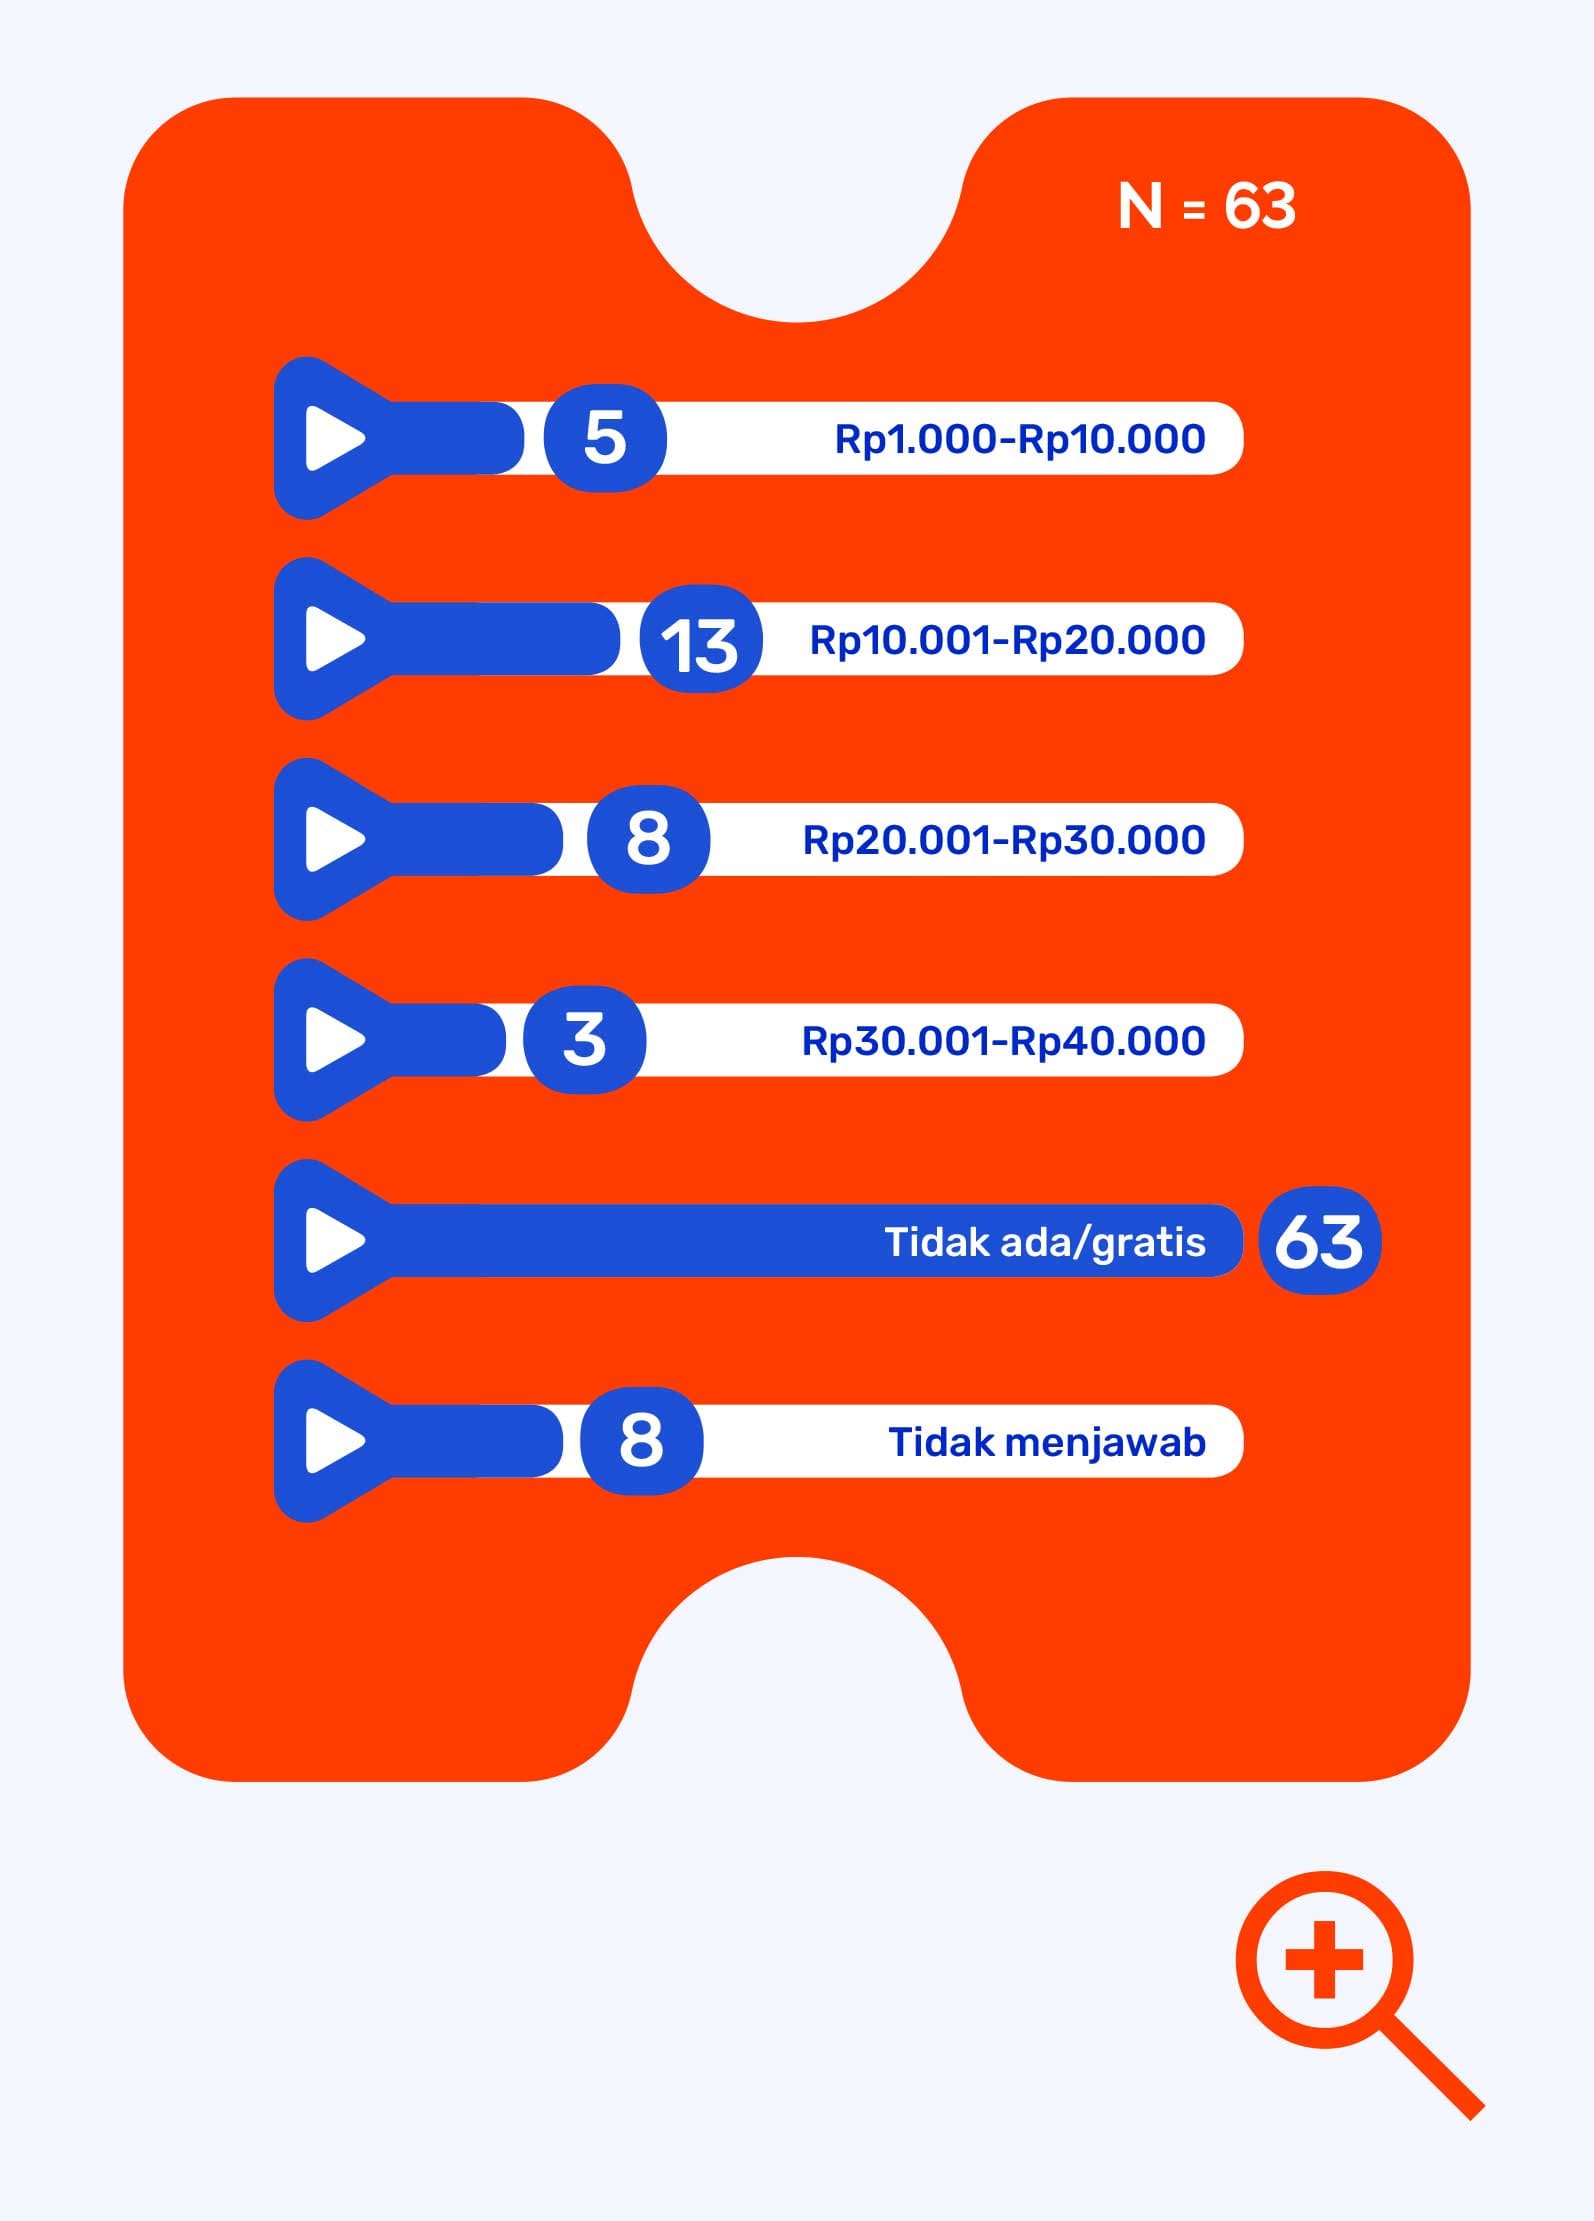 N = 63
5 Rp1.000-Rp10.000
13 Rp10.001-Rp20.000
8 Rp20.001-Rp30.000
3 Rp30.001-Rp40.000
Tidak ada/gratis 63
8 Tidak menjawab